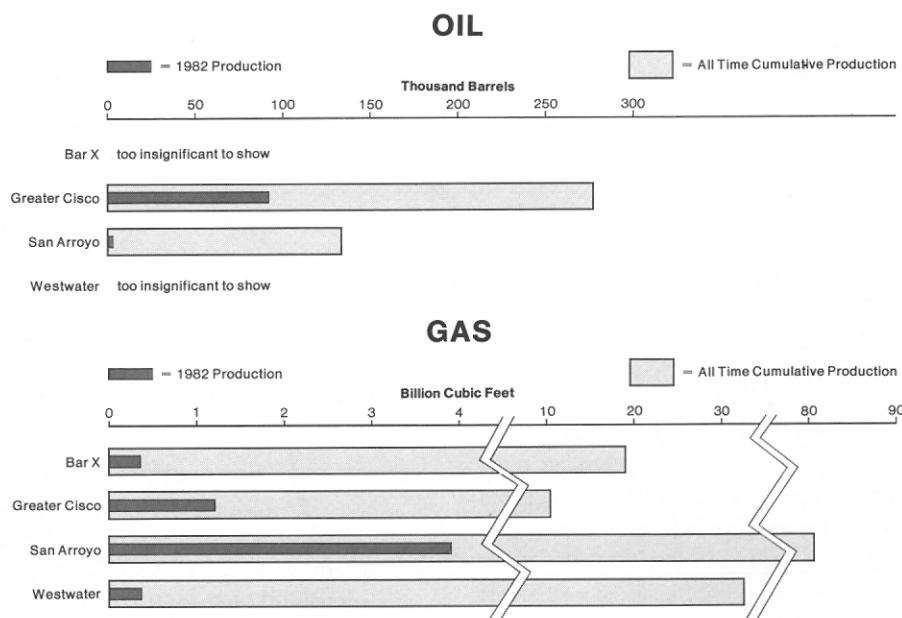 OIL
= 1982 Production
= All Time Cumulative Production
Thousand Barrels
0 50 100 150 200 250 300
Bar X too insignificant to show
Greater Cisco
San Arroyo
Westwater too insignificant to show
GAS
= 1982 Production
= All Time Cumulative Production
Billion Cubic Feet
0 1 2 3 4 10 20 30 80 90
Bar X
Greater Cisco
San Arroyo
Westwater